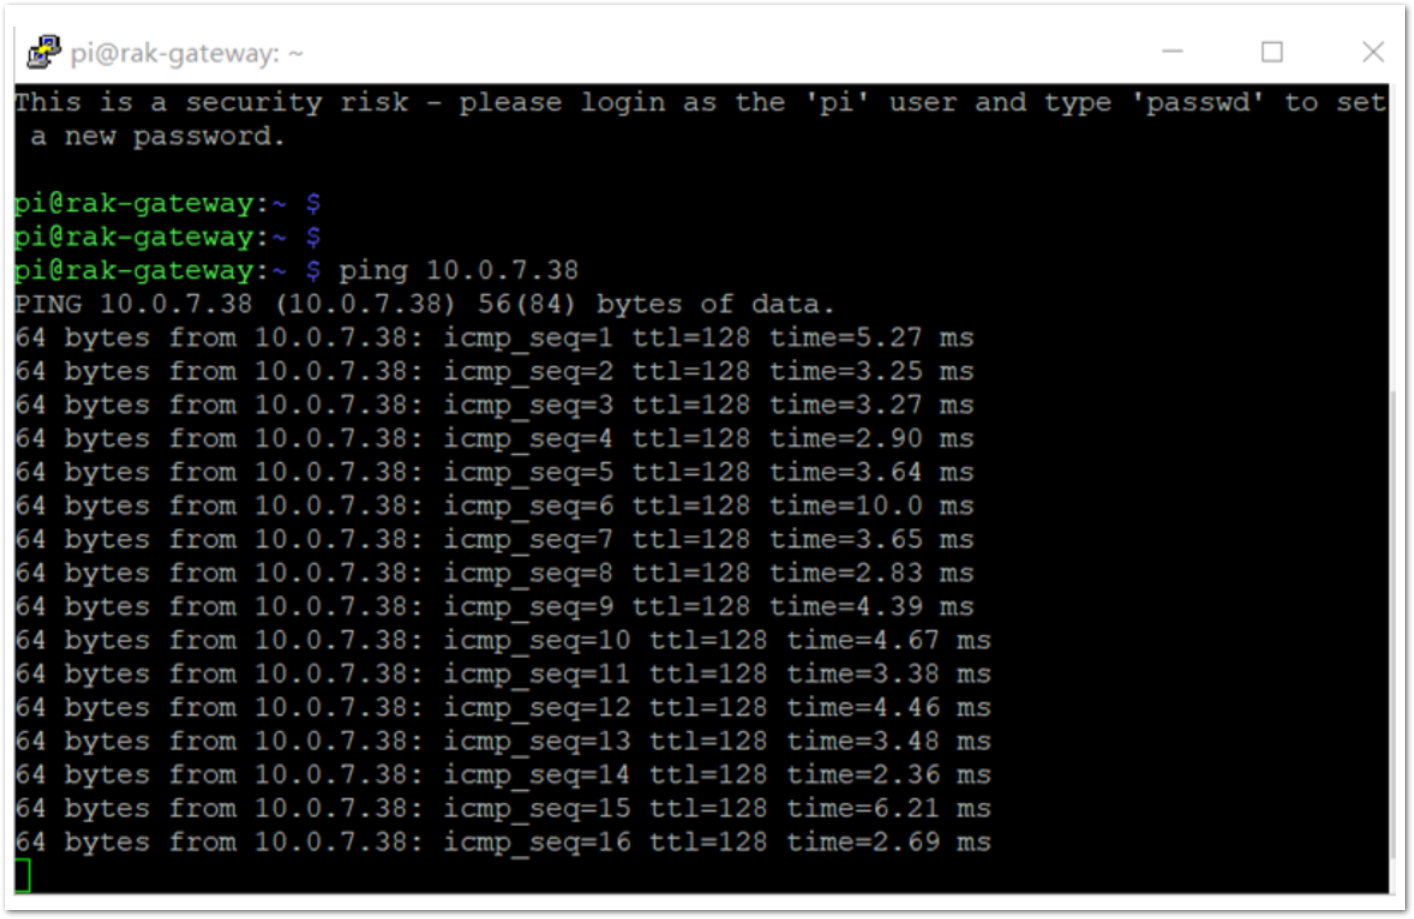 pi@rak-gateway: ~
This is a security risk - please login as the 'pi' user and type 'passwd' to set
 a new password.
pi@rak-gateway:~ $
pi@rak-gateway:~ $
pi@rak-gateway:~ $ ping 10.0.7.38
PING 10.0.7.38 (10.0.7.38) 56(84) bytes of data.
64 bytes from 10.0.7.38: icmp_seq=1 ttl=128 time=5.27 ms
64 bytes from 10.0.7.38: icmp_seq=2 ttl=128 time=3.25 ms
64 bytes from 10.0.7.38: icmp_seq=3 ttl=128 time=3.27 ms
64 bytes from 10.0.7.38: icmp_seq=4 ttl=128 time=2.90 ms
64 bytes from 10.0.7.38: icmp_seq=5 ttl=128 time=3.64 ms
64 bytes from 10.0.7.38: icmp_seq=6 ttl=128 time=10.0 ms
64 bytes from 10.0.7.38: icmp_seq=7 ttl=128 time=3.65 ms
64 bytes from 10.0.7.38: icmp_seq=8 ttl=128 time=2.83 ms
64 bytes from 10.0.7.38: icmp_seq=9 ttl=128 time=4.39 ms
64 bytes from 10.0.7.38: icmp_seq=10 ttl=128 time=4.67 ms
64 bytes from 10.0.7.38: icmp_seq=11 ttl=128 time=3.38 ms
64 bytes from 10.0.7.38: icmp_seq=12 ttl=128 time=4.46 ms
64 bytes from 10.0.7.38: icmp_seq=13 ttl=128 time=3.48 ms
64 bytes from 10.0.7.38: icmp_seq=14 ttl=128 time=2.36 ms
64 bytes from 10.0.7.38: icmp_seq=15 ttl=128 time=6.21 ms
64 bytes from 10.0.7.38: icmp_seq=16 ttl=128 time=2.69 ms